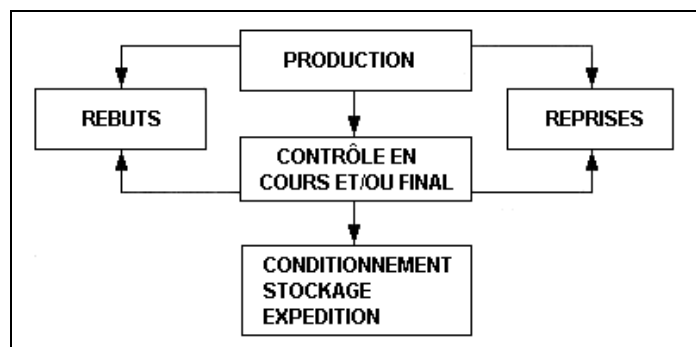 PRODUCTION
REBUTS
REPRISES
CONTRÔLE EN
COURS ET/OU FINAL
CONDITIONNEMENT
STOCKAGE
EXPEDITION